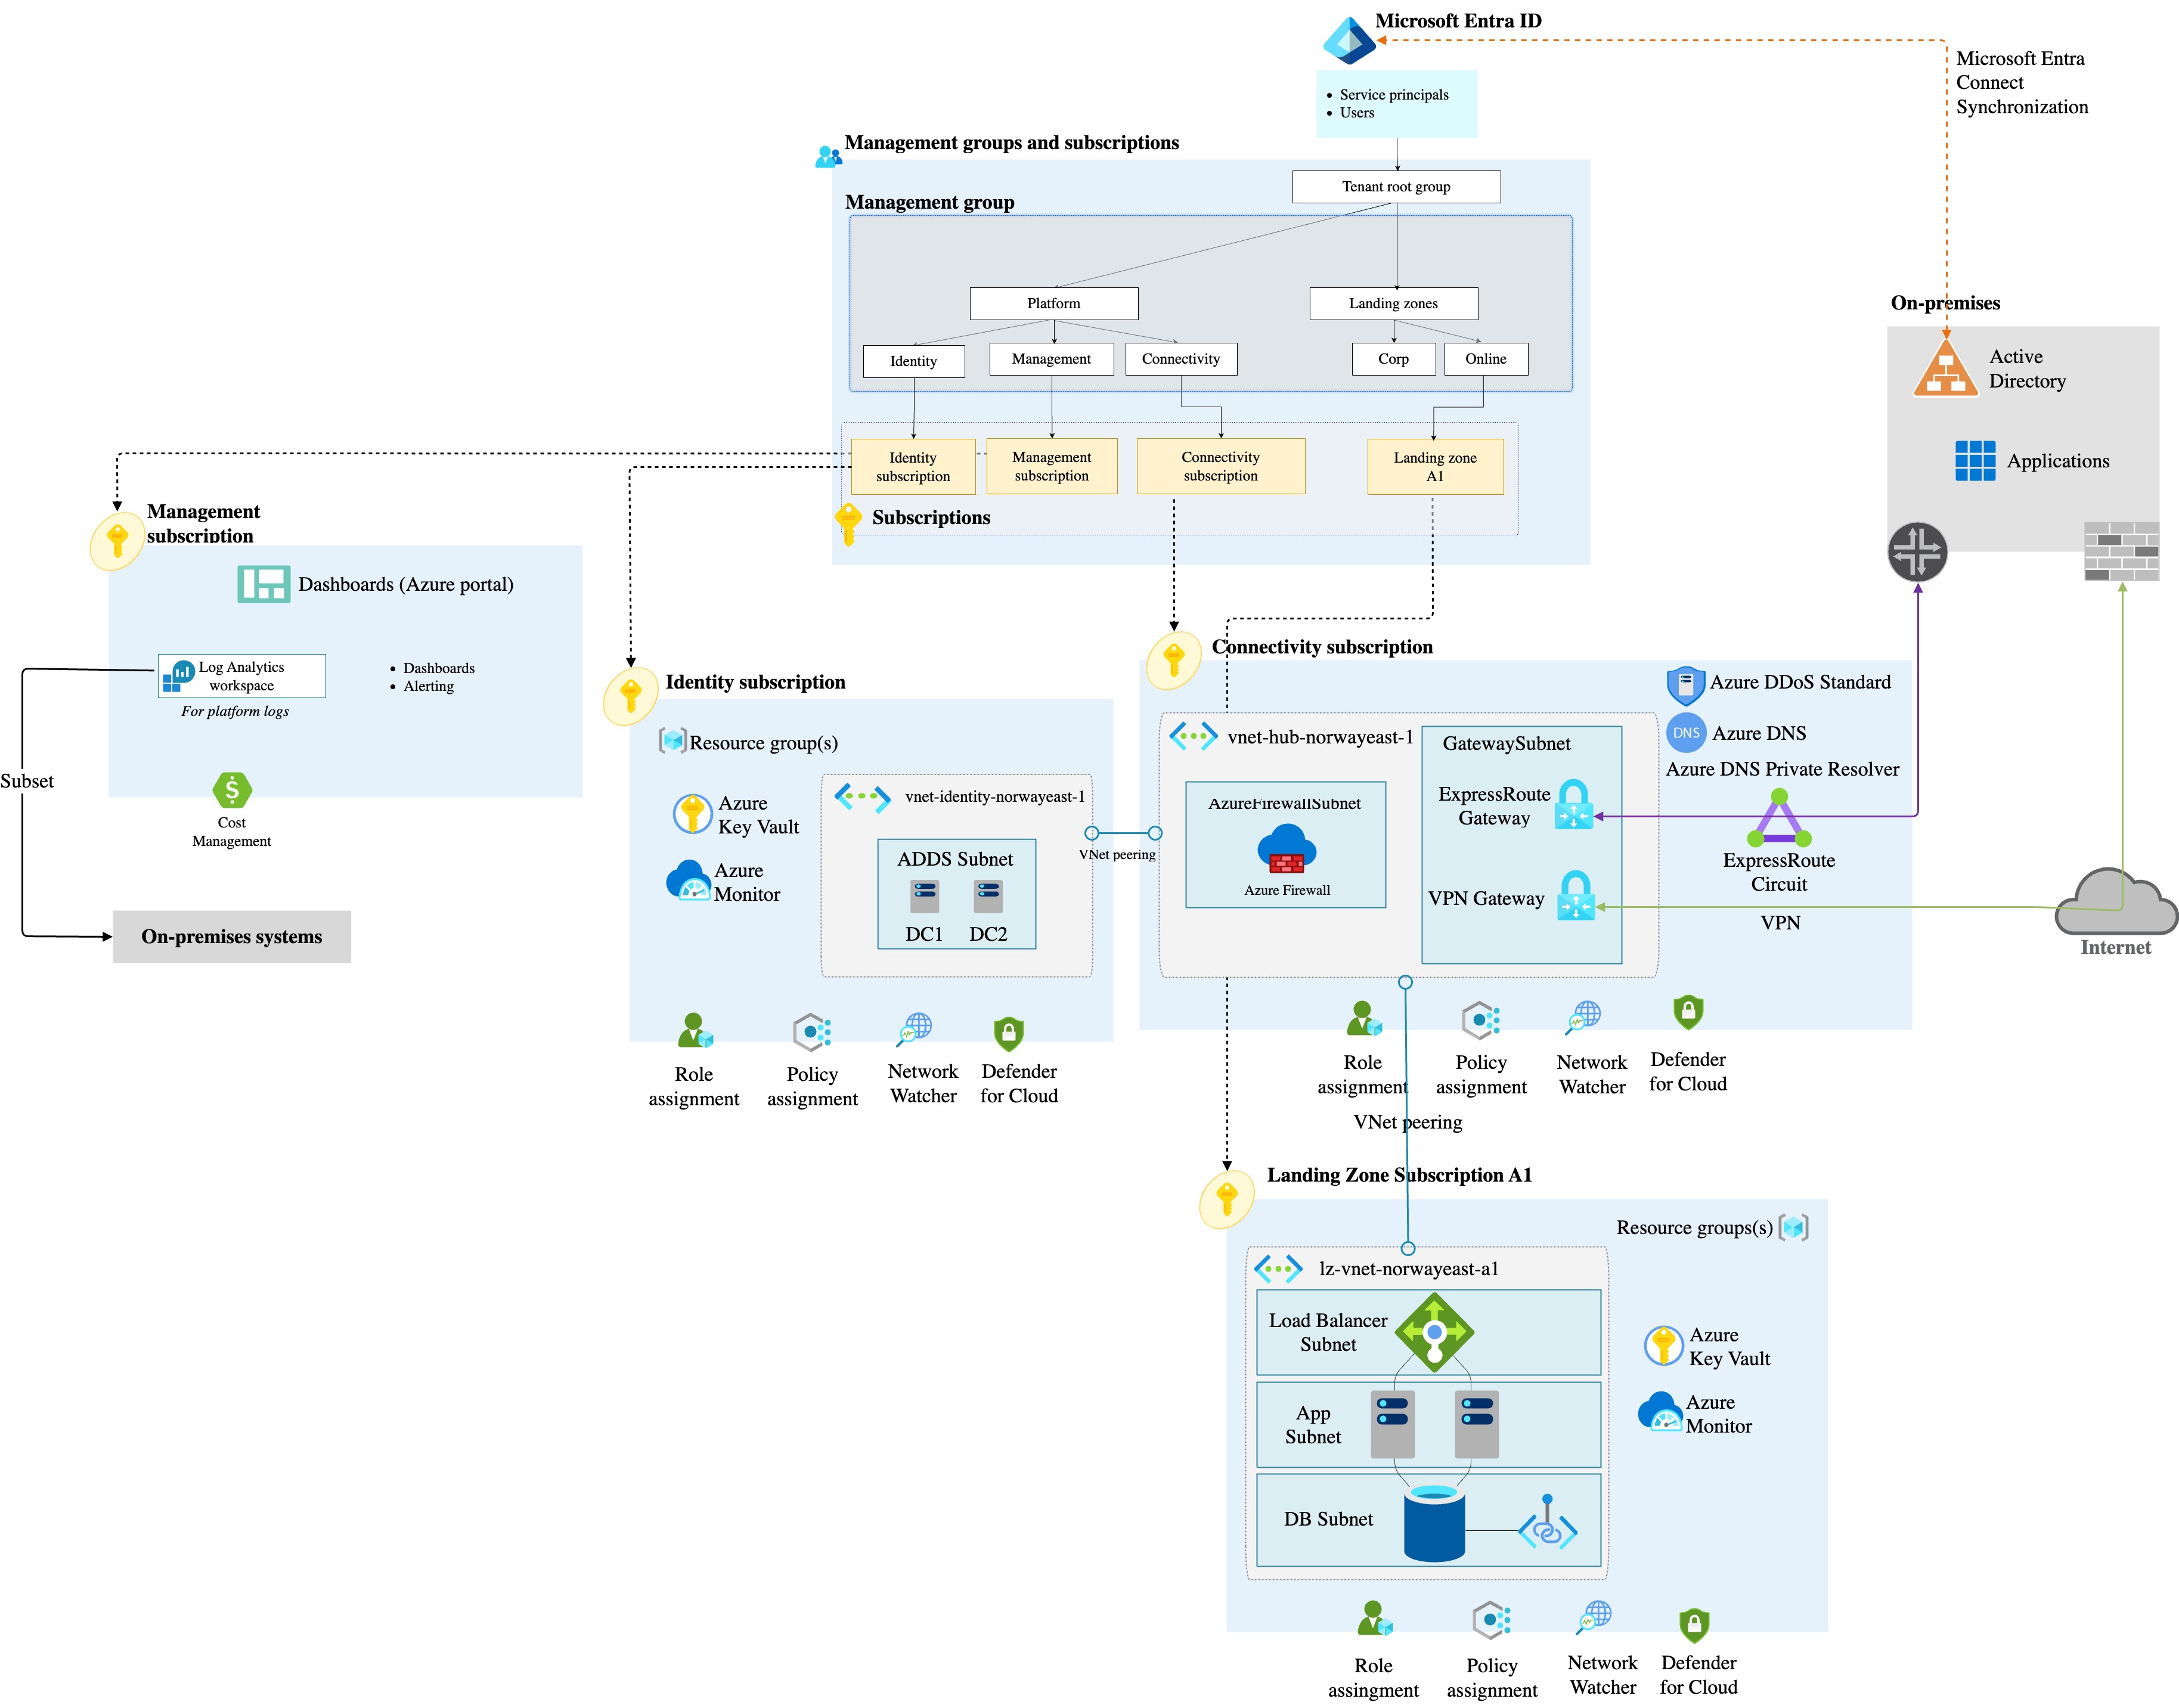 Microsoft Entra ID
Service principals
Users
Microsoft Entra
Connect
Synchronization
Management groups and subscriptions
Tenant root group
Management group
Platform
Landing zones
Identity
Management
Connectivity
Corp
Online
Identity
subscription
Management
subscription
Connectivity
subscription
Landing zone
A1
Subscriptions
On-premises
Active
Directory
Applications
Management
subscription
Dashboards (Azure portal)
Log Analytics
workspace
For platform logs
Dashboards
Alerting
Subset
Cost
Management
On-premises systems
Identity subscription
Resource group(s)
Azure
Key Vault
Azure
Monitor
vnet-identity-norwayeast-1
ADDS Subnet
DC1
DC2
VNet peering
Role
assignment
Policy
assignment
Network
Watcher
Defender
for Cloud
Connectivity subscription
vnet-hub-norwayeast-1
AzureFirewallSubnet
Azure Firewall
GatewaySubnet
ExpressRoute
Gateway
VPN Gateway
Azure DDoS Standard
DNS
Azure DNS
Azure DNS Private Resolver
ExpressRoute
Circuit
VPN
Internet
Role
assignment
Policy
assignment
Network
Watcher
Defender
for Cloud
VNet peering
Landing Zone Subscription A1
Resource groups(s)
lz-vnet-norwayeast-a1
Load Balancer
Subnet
App
Subnet
DB Subnet
Azure
Key Vault
Azure
Monitor
Role
assingment
Policy
assignment
Network
Watcher
Defender
for Cloud